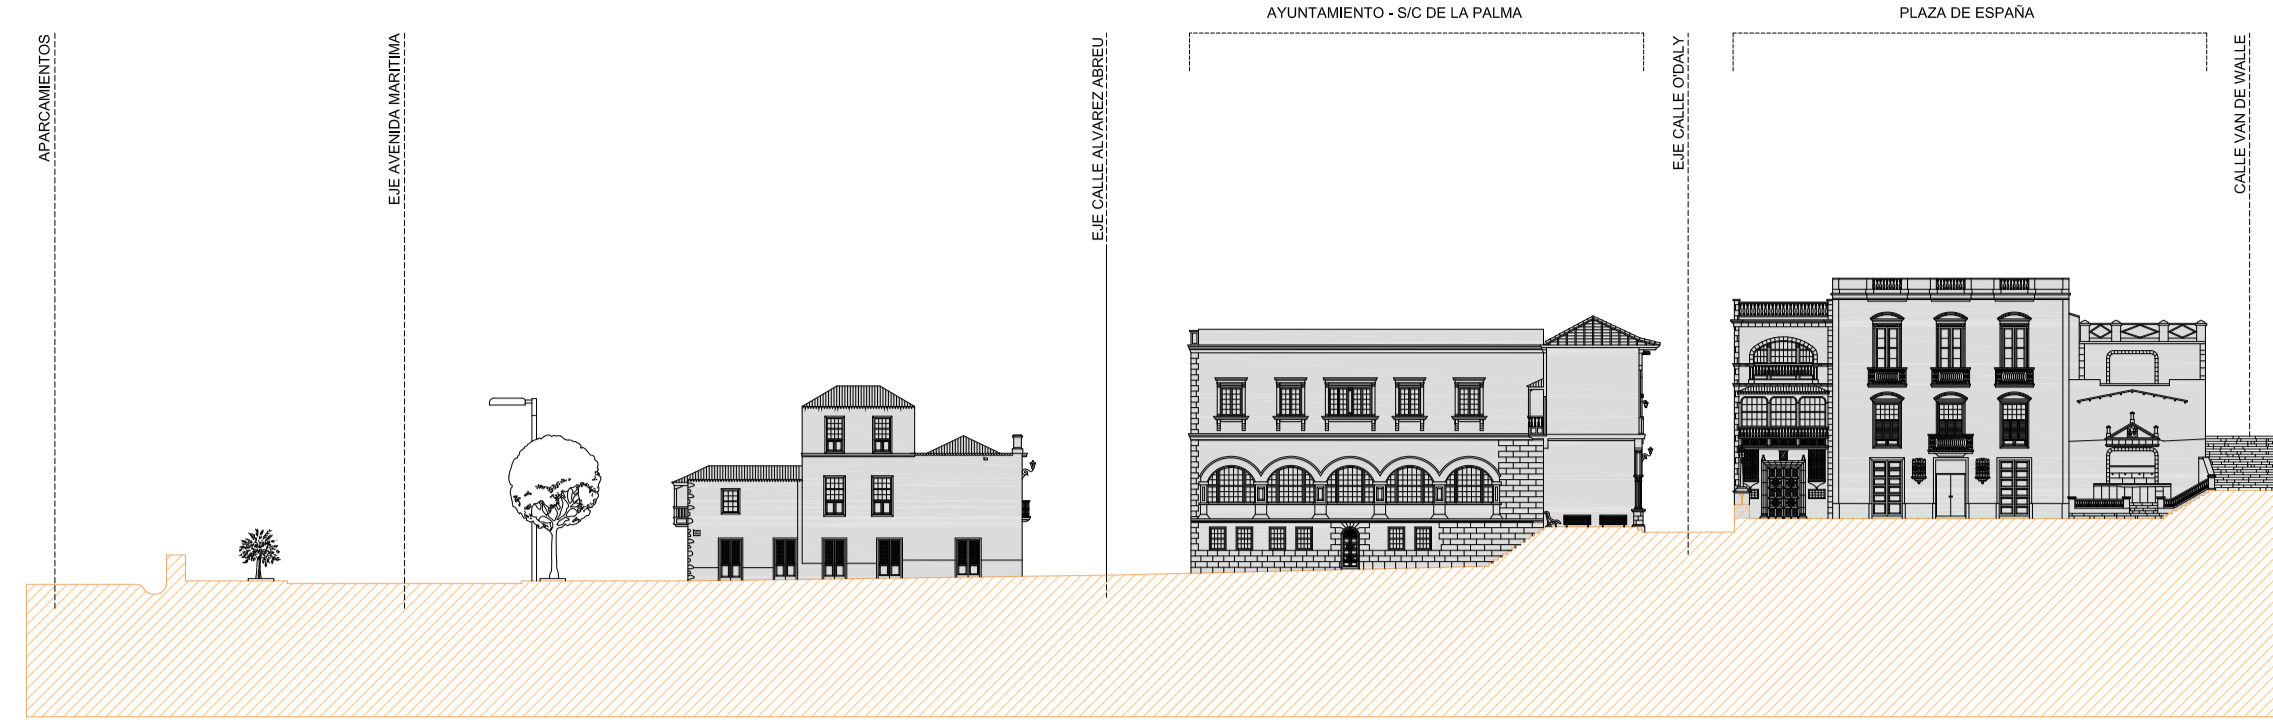 AYUNTAMIENTO - S/C DE LA PALMA
PLAZA DE ESPAÑA
APARCAMIENTOS
EJE AVENIDA MARITIMA
EJE CALLE ALVAREZ ABREU
EJE CALLE O'DALY
CALLE VAN DE WALLE